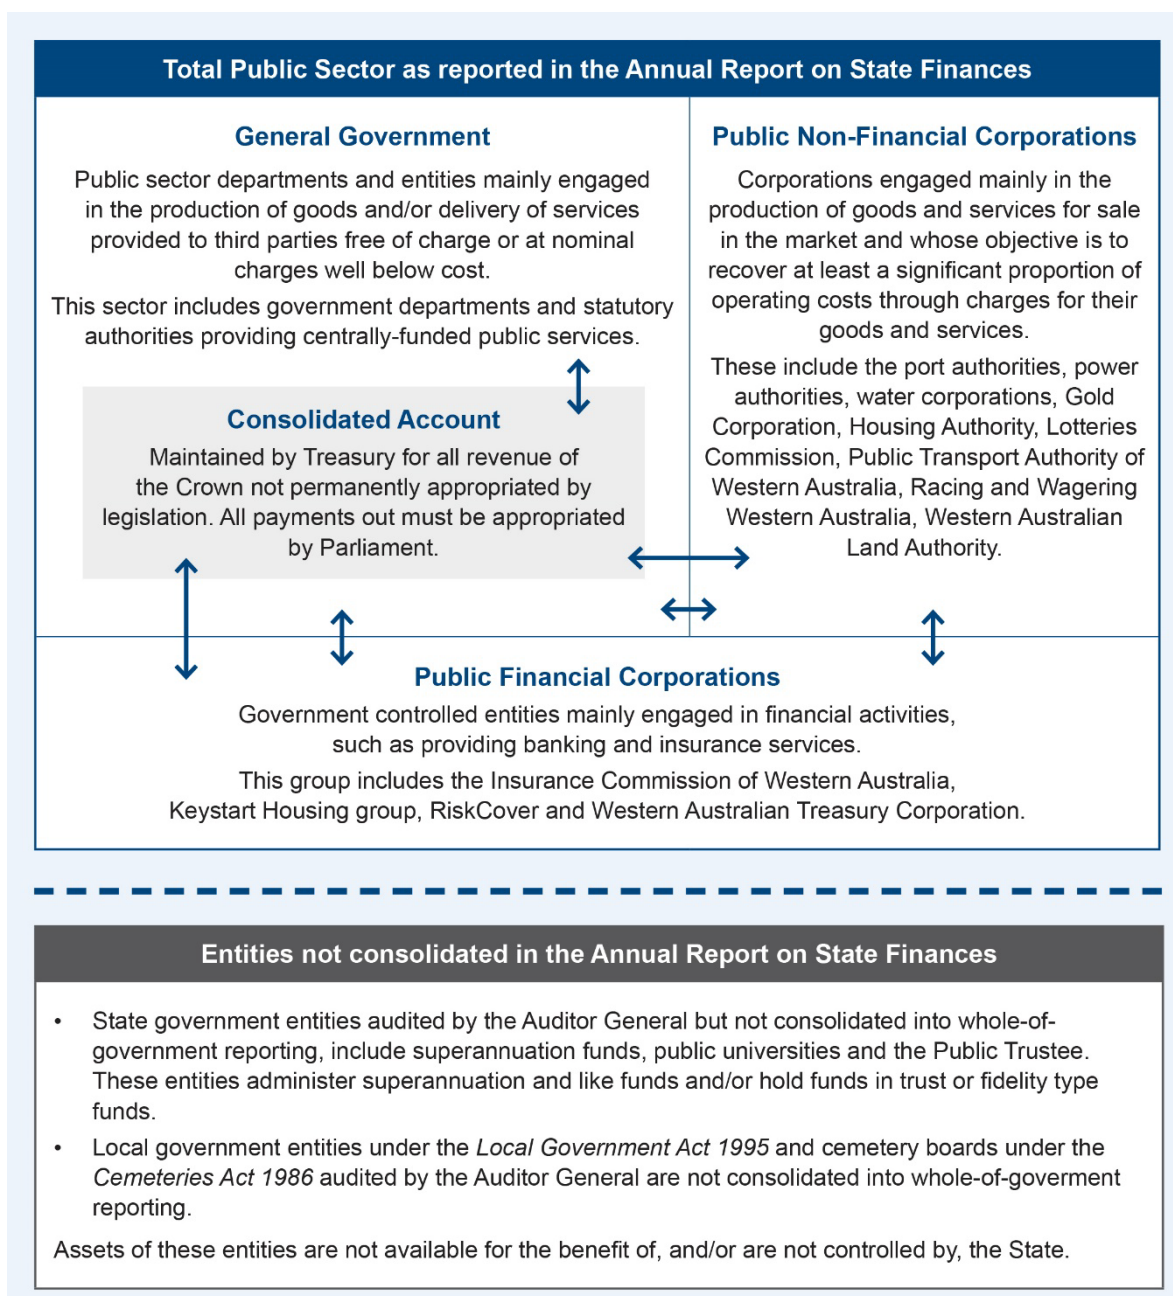 Total Public Sector as reported in the Annual Report on State Finances
General Government
Public sector departments and entities mainly engaged
in the production of goods and/or delivery of services
provided to third parties free of charge or at nominal
charges well below cost.
This sector includes government departments and statutory
authorities providing centrally-funded public services.
Consolidated Account
Maintained by Treasury for all revenue of
the Crown not permanently appropriated by
legislation. All payments out must be appropriated
by Parliament.
Public Non-Financial Corporations
Corporations engaged mainly in the
production of goods and services for sale
in the market and whose objective is to
recover at least a significant proportion of
operating costs through charges for their
goods and services.
These include the port authorities, power
authorities, water corporations, Gold
Corporation, Housing Authority, Lotteries
Commission, Public Transport Authority of
Western Australia, Racing and Wagering
Western Australia, Western Australian
Land Authority.
Public Financial Corporations
Government controlled entities mainly engaged in financial activities,
such as providing banking and insurance services.
This group includes the Insurance Commission of Western Australia,
Keystart Housing group, RiskCover and Western Australian Treasury Corporation.
Entities not consolidated in the Annual Report on State Finances
• State government entities audited by the Auditor General but not consolidated into whole-of-
government reporting, include superannuation funds, public universities and the Public Trustee.
These entities administer superannuation and like funds and/or hold funds in trust or fidelity type
funds.
• Local government entities under the Local Government Act 1995 and cemetery boards under the
Cemeteries Act 1986 audited by the Auditor General are not consolidated into whole-of-goverment
reporting.
Assets of these entities are not available for the benefit of, and/or are not controlled by, the State.